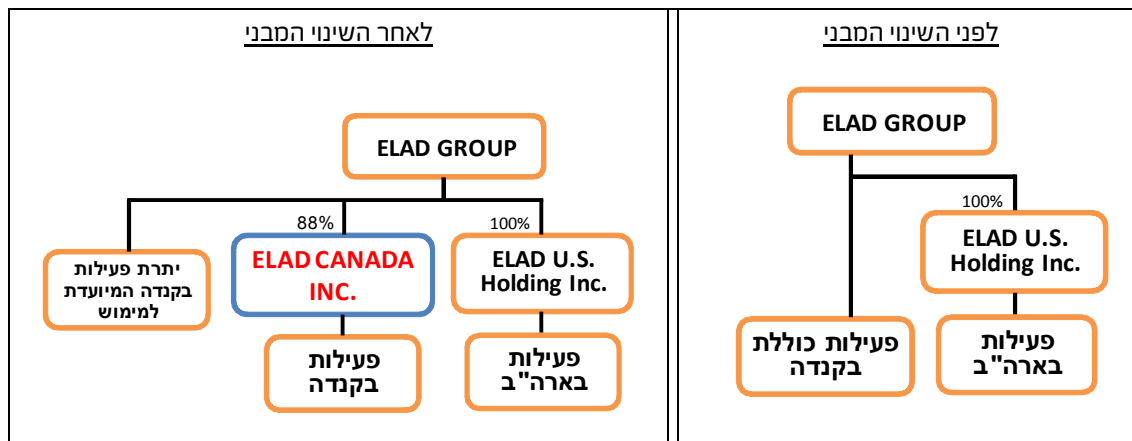 לפני השינוי המבני
ELAD GROUP
100%
ELAD U.S.
Holding Inc.
פעילות כוללת
בקנדה
פעילות
בארה"ב
לאחר השינוי המבני
ELAD GROUP
100%
88%
ELAD U.S.
Holding Inc.
ELAD CANADA
INC.
יתרת פעילות
בקנדה המיועדת
למימוש
פעילות
בארה"ב
פעילות
בקנדה